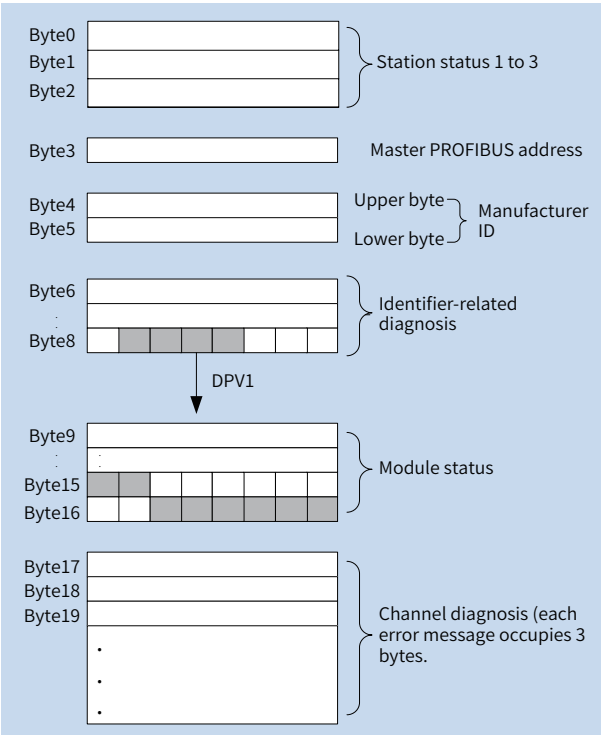 Byte0
Byte1
Byte2
Station status 1 to 3
Byte3
Master PROFIBUS address
Byte4
Byte5
Upper byte
Lower byte
Manufacturer
ID
Byte6
:
Byte8
Identifier-related
diagnosis
DPV1
Byte9
: :
Byte15
Byte16
Module status
Byte17
Byte18
Byte19
•
•
•
Channel diagnosis (each
error message occupies 3
bytes.